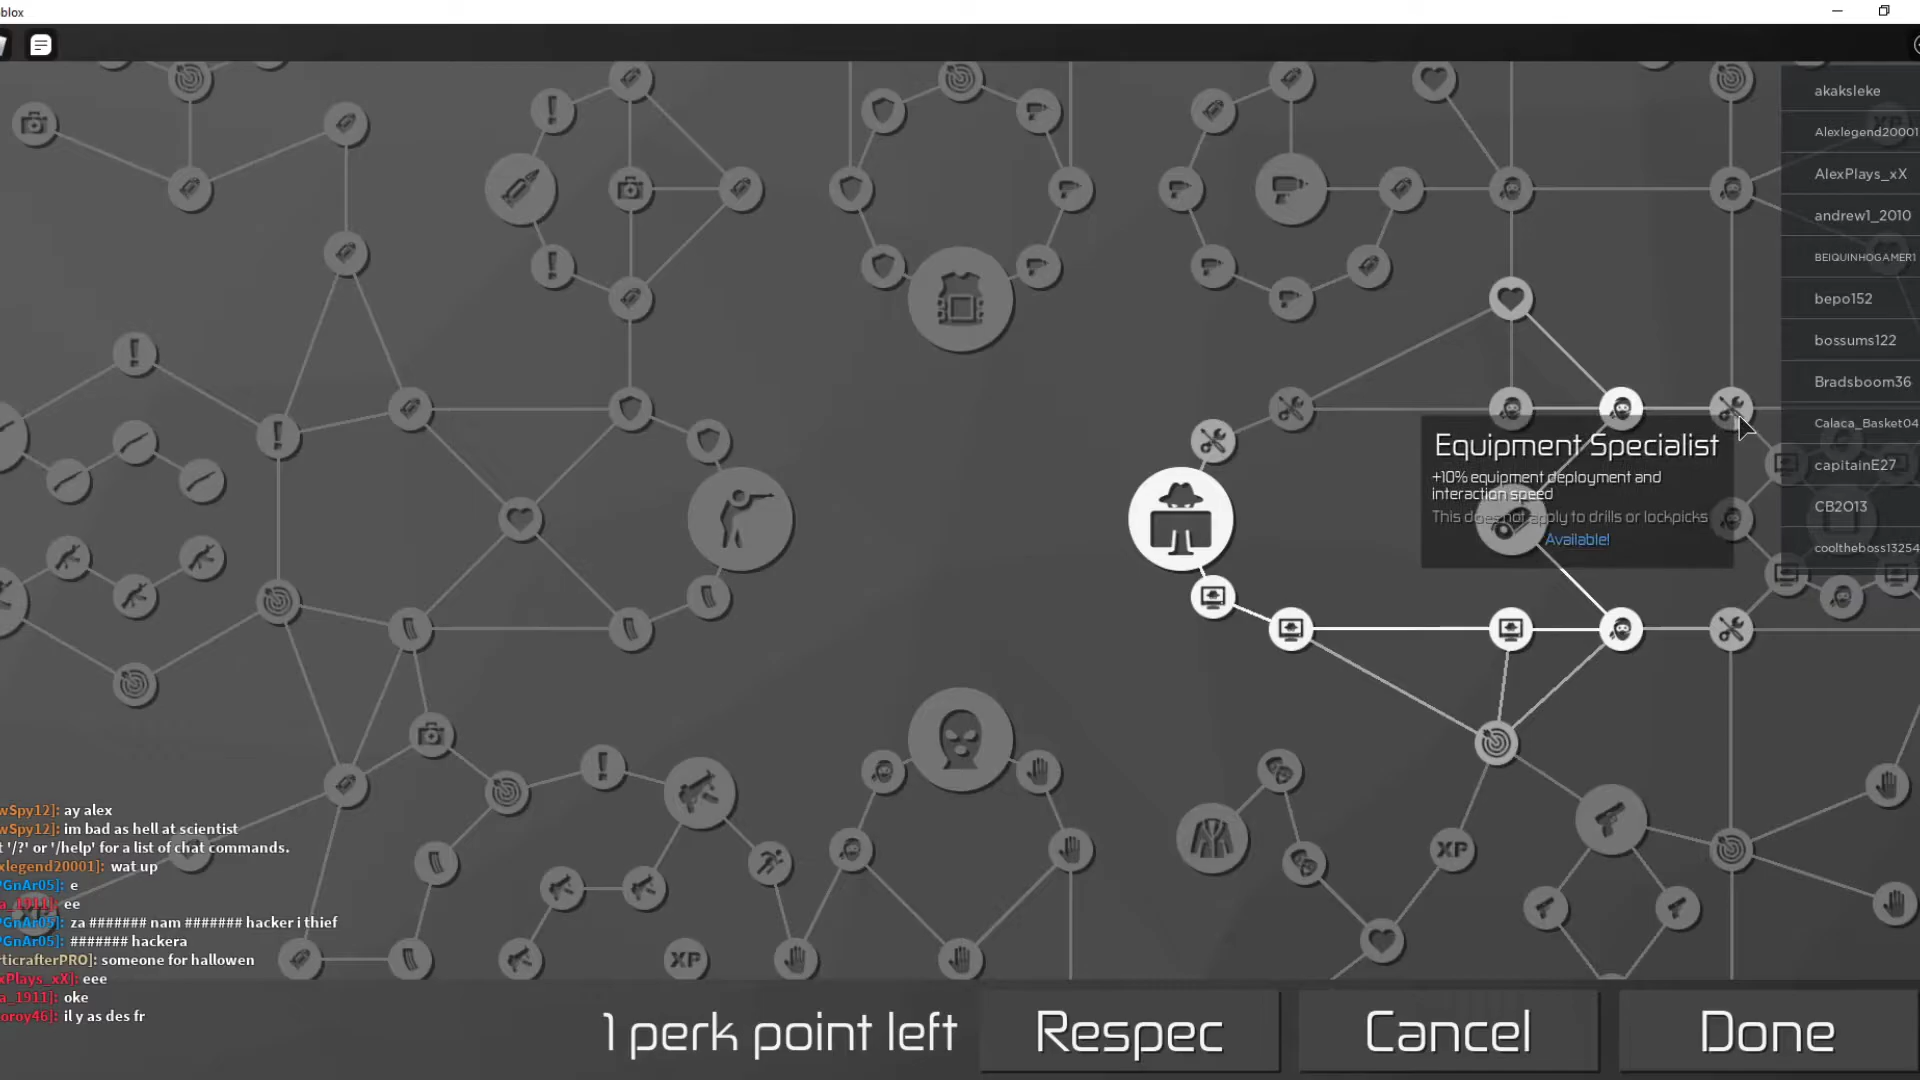 blox
akaksleke
Alexlegend20001
AlexPlays_xX
andrew1_2010
BEIQUINHOGAMER1
bepo152
bossums122
Bradsboom36
Calaca_Basket04
capitainE27
CB2O13
cooltheboss13254
Equipment Specialist
+10% equipment deployment and
interaction speed
This does not apply to drills or lockpicks
Available!
XP
XP
wSpy12]: ay alex
wSpy12]: im bad as hell at scientist
t '/?' or '/help' for a list of chat commands.
xlegend20001]: wat up
PGnAr05]: e
a_1911]: ee
PGnAr05]: za ####### nam ####### hacker i thief
PGnAr05]: ####### hackera
rticrafterPRO]: someone for hallowen
xPlays_xX]: eee
a_1911]: oke
oroy46]: il y as des fr
1 perk point left
Respec
Cancel
Done